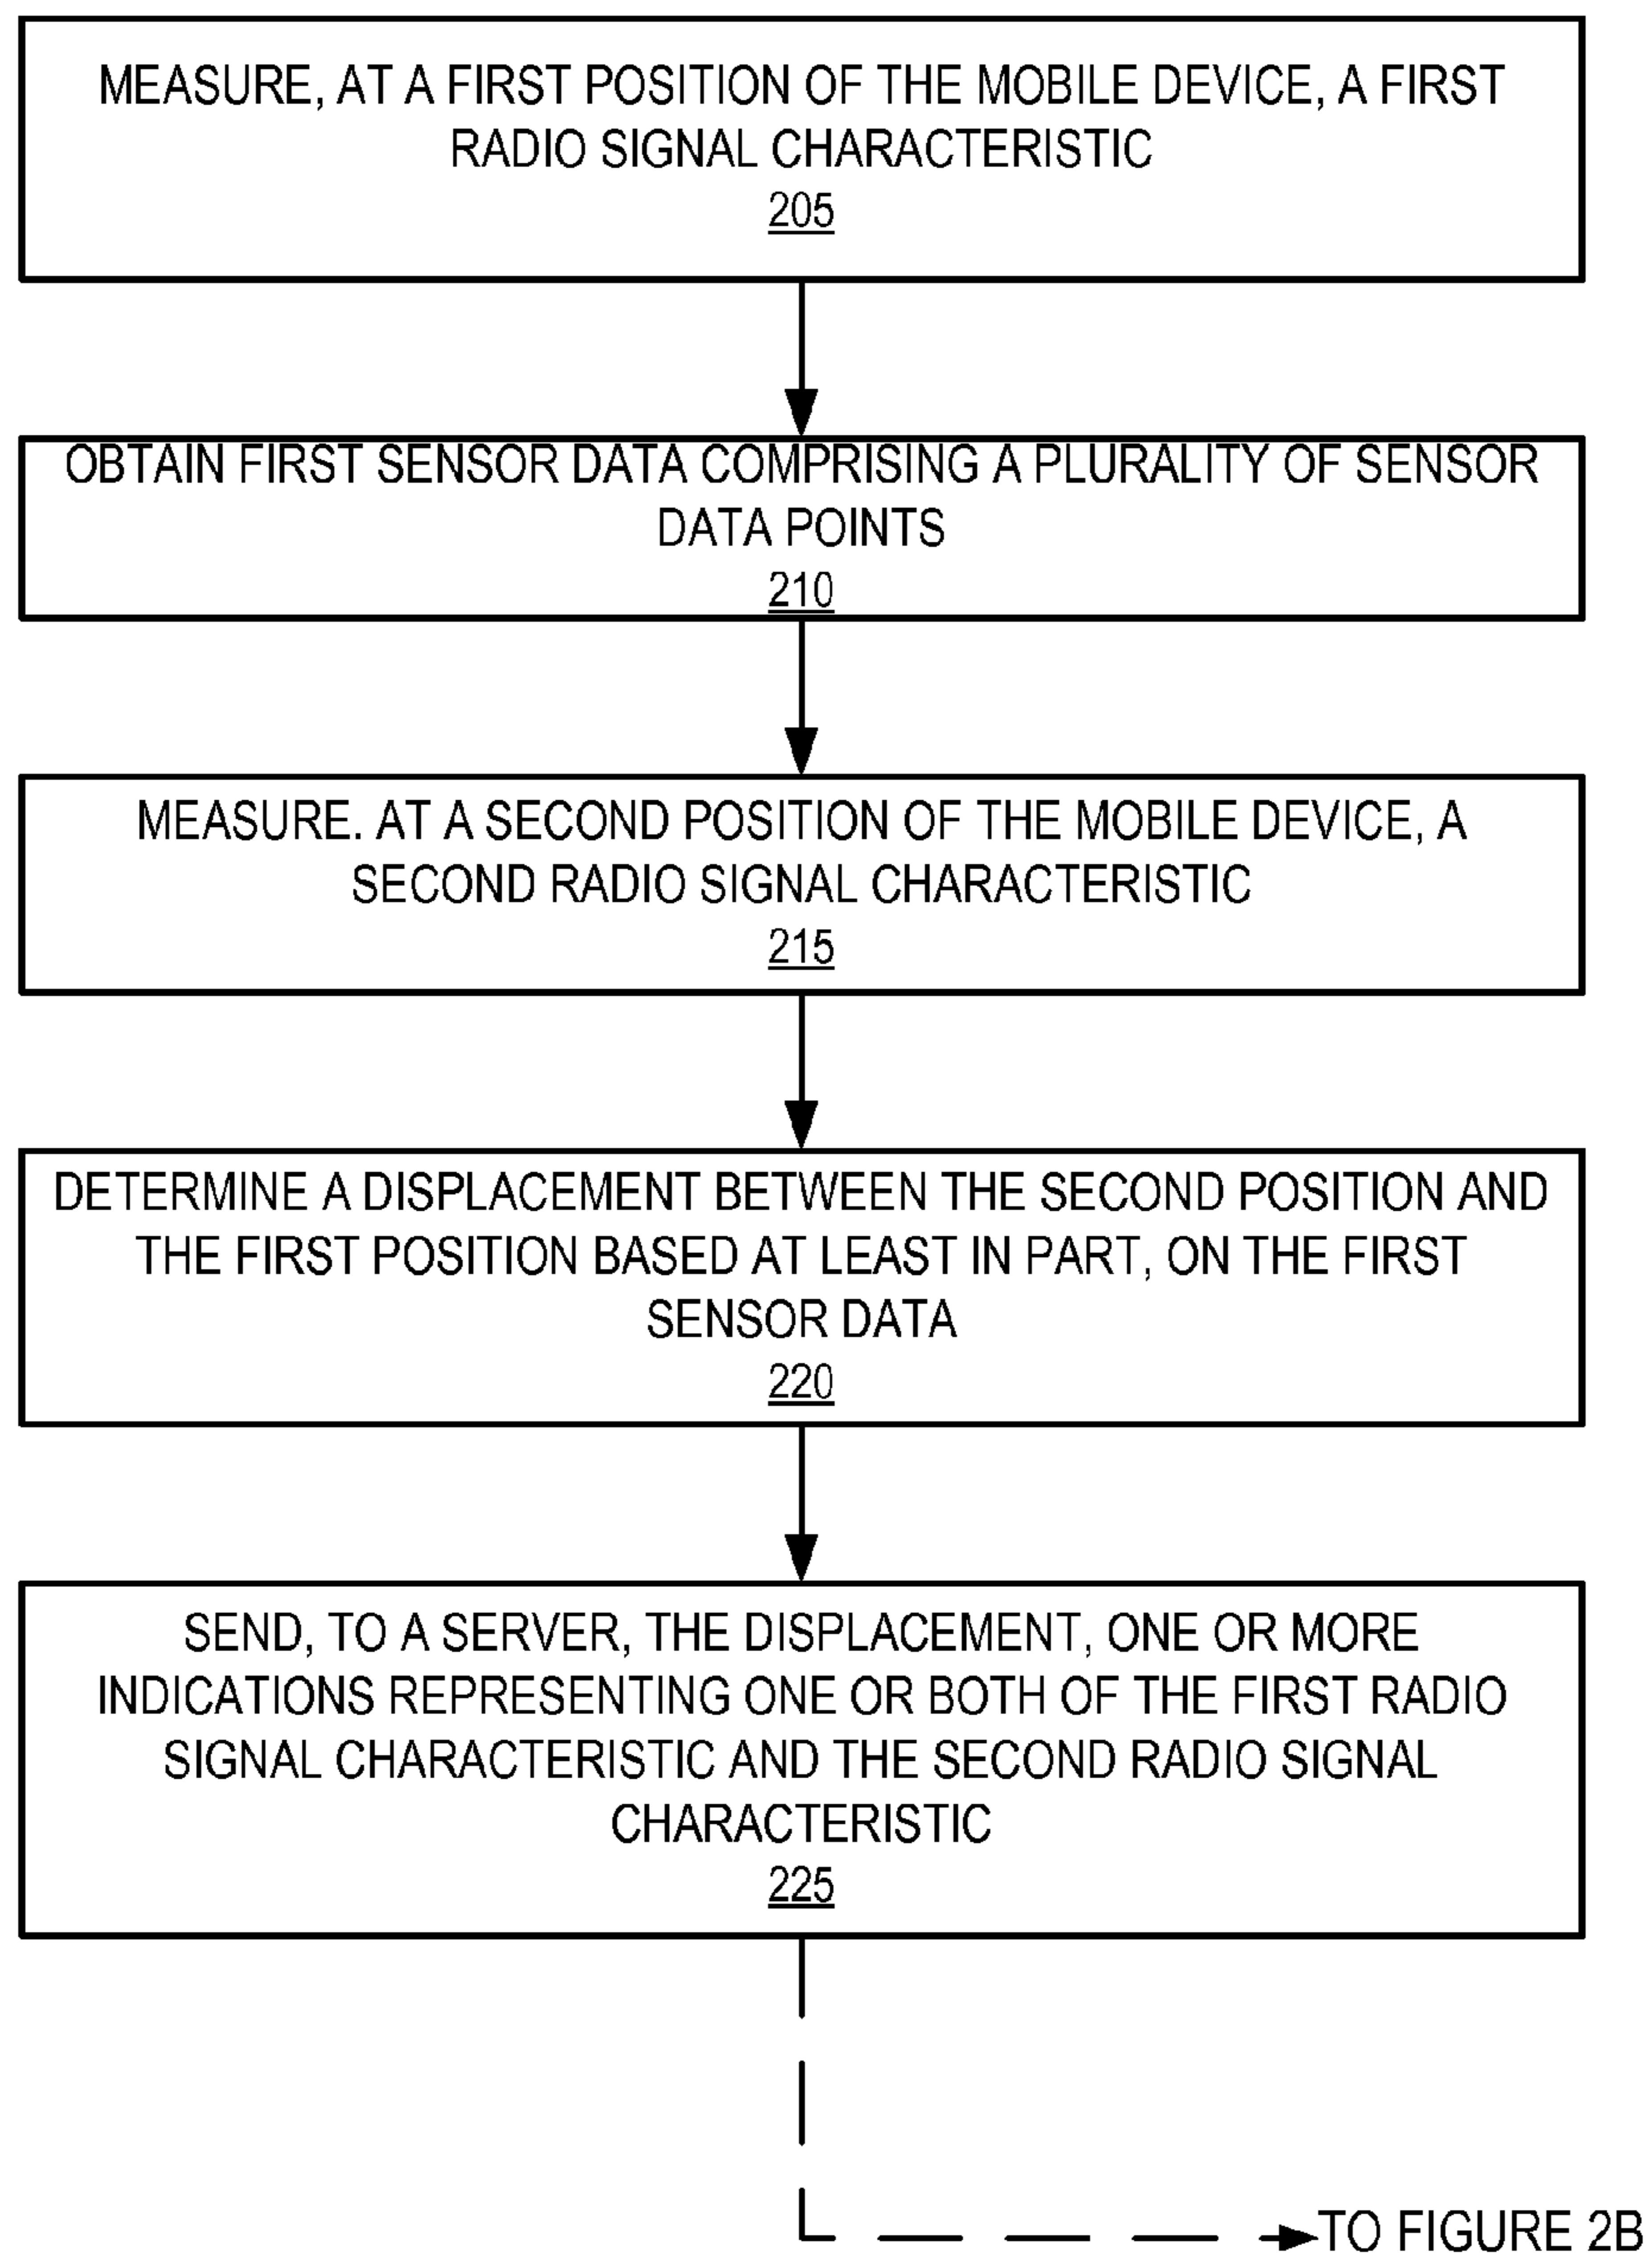 MEASURE, AT A FIRST POSITION OF THE MOBILE DEVICE, A FIRST
RADIO SIGNAL CHARACTERISTIC
205
OBTAIN FIRST SENSOR DATA COMPRISING A PLURALITY OF SENSOR
DATA POINTS
210
MEASURE. AT A SECOND POSITION OF THE MOBILE DEVICE, A
SECOND RADIO SIGNAL CHARACTERISTIC
215
DETERMINE A DISPLACEMENT BETWEEN THE SECOND POSITION AND
THE FIRST POSITION BASED AT LEAST IN PART, ON THE FIRST
SENSOR DATA
220
SEND, TO A SERVER, THE DISPLACEMENT, ONE OR MORE
INDICATIONS REPRESENTING ONE OR BOTH OF THE FIRST RADIO
SIGNAL CHARACTERISTIC AND THE SECOND RADIO SIGNAL
CHARACTERISTIC
225
TO FIGURE 2B